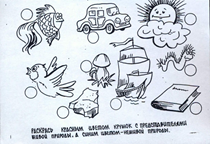 РАСКРАСЬ КРАСНЫМ ЦВЕТОМ КРУЖОК С ПРЕДСТАВИТЕЛЯМИ
ЖИВОЙ ПРИРОДЫ, А СИНИМ ЦВЕТОМ-НЕЖИВОЙ ПРИРОДЫ.